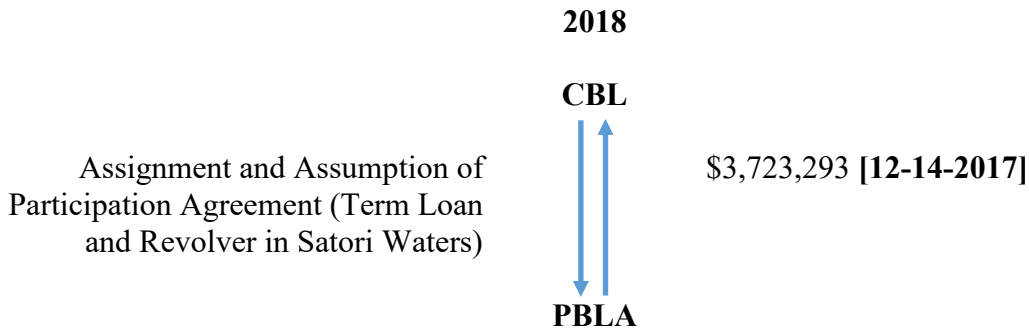 2018
CBL
Assignment and Assumption of
Participation Agreement (Term Loan
and Revolver in Satori Waters)
$3,723,293 [12-14-2017]
PBLA